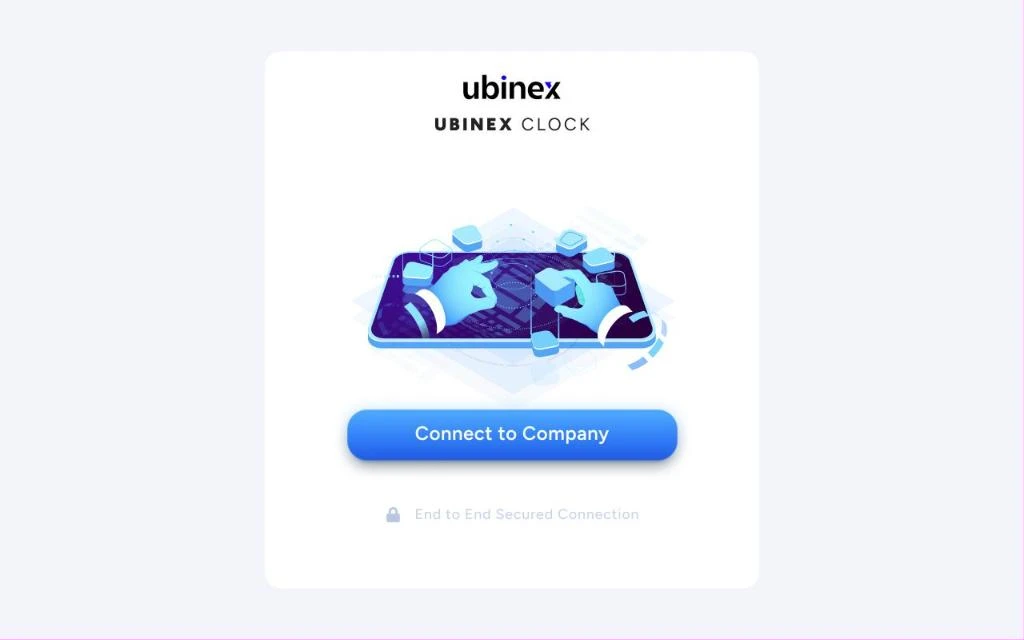 ubinex
UBINEX CLOCK
Connect to Company
End to End Secured Connection